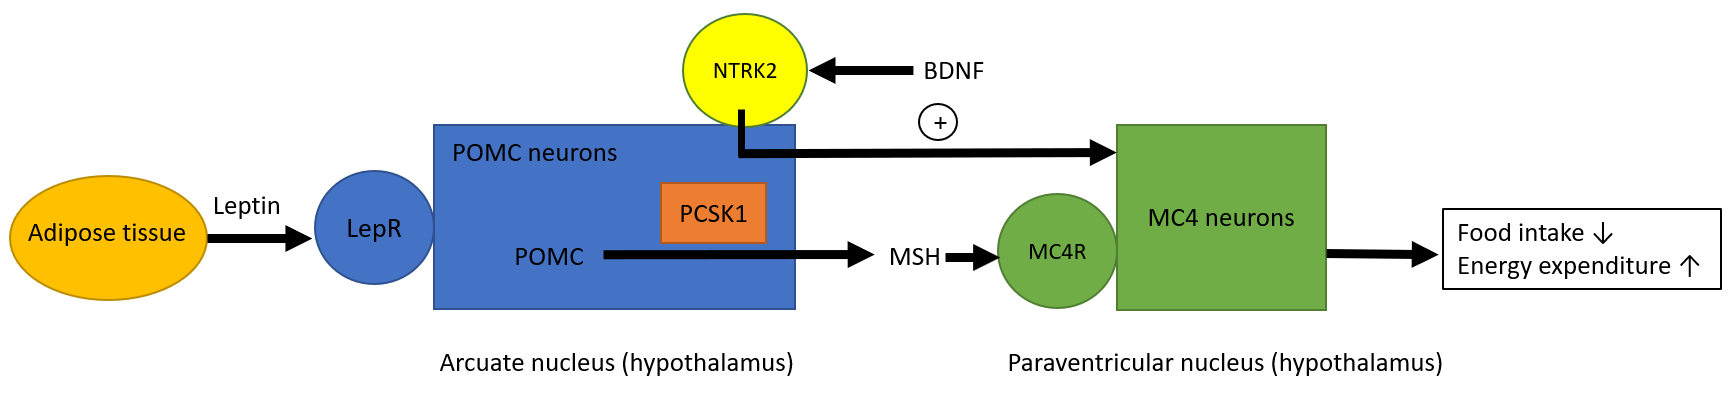 NTRK2
BDNF
+
POMC neurons
Leptin
Adipose tissue
LepR
PCSK1
POMC
MSH
MC4R
MC4 neurons
Food intake ↓
Energy expenditure ↑
Arcuate nucleus (hypothalamus)
Paraventricular nucleus (hypothalamus)